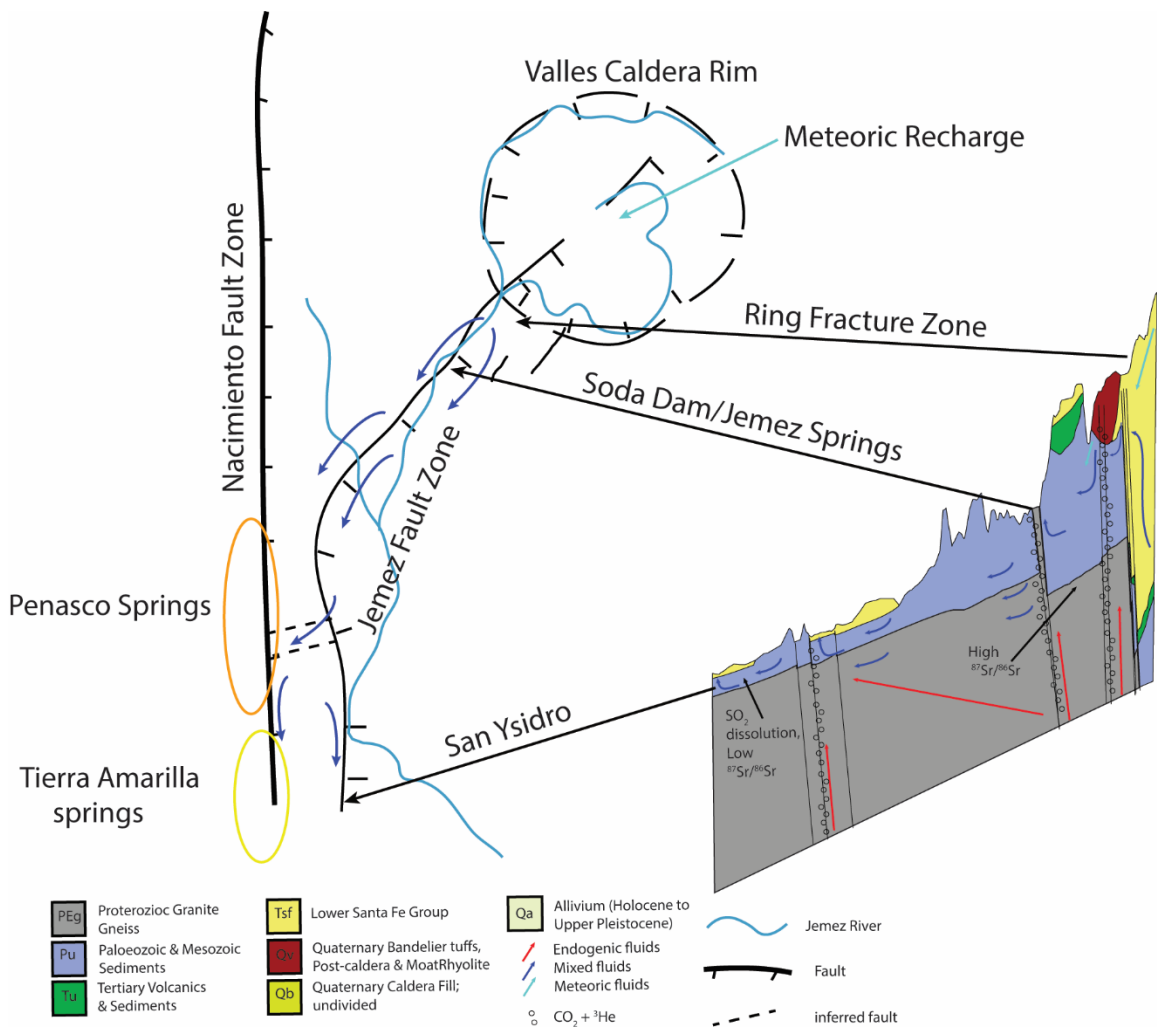 Valles Caldera Rim
Meteoric Recharge
Nacimiento Fault Zone
Ring Fracture Zone
Soda Dam/Jemez Springs
Jemez Fault Zone
Penasco Springs
High
⁸⁷Sr/⁸⁶Sr
San Ysidro
SO₂
dissolution,
Low
⁸⁷Sr/⁸⁶Sr
Tierra Amarilla
springs
PEg
Proterozioc Granite
Gneiss
Pu
Paloeozoic & Mesozoic
Sediments
Tu
Tertiary Volcanics
& Sediments
Tsf
Lower Santa Fe Group
Qv
Quaternary Bandelier tuffs,
Post-caldera & MoatRhyolite
Qb
Quaternary Caldera Fill;
undivided
Qa
Allivium (Holocene to
Upper Pleistocene)
Endogenic fluids
Mixed fluids
Meteoric fluids
CO₂ + ³He
Jemez River
Fault
inferred fault